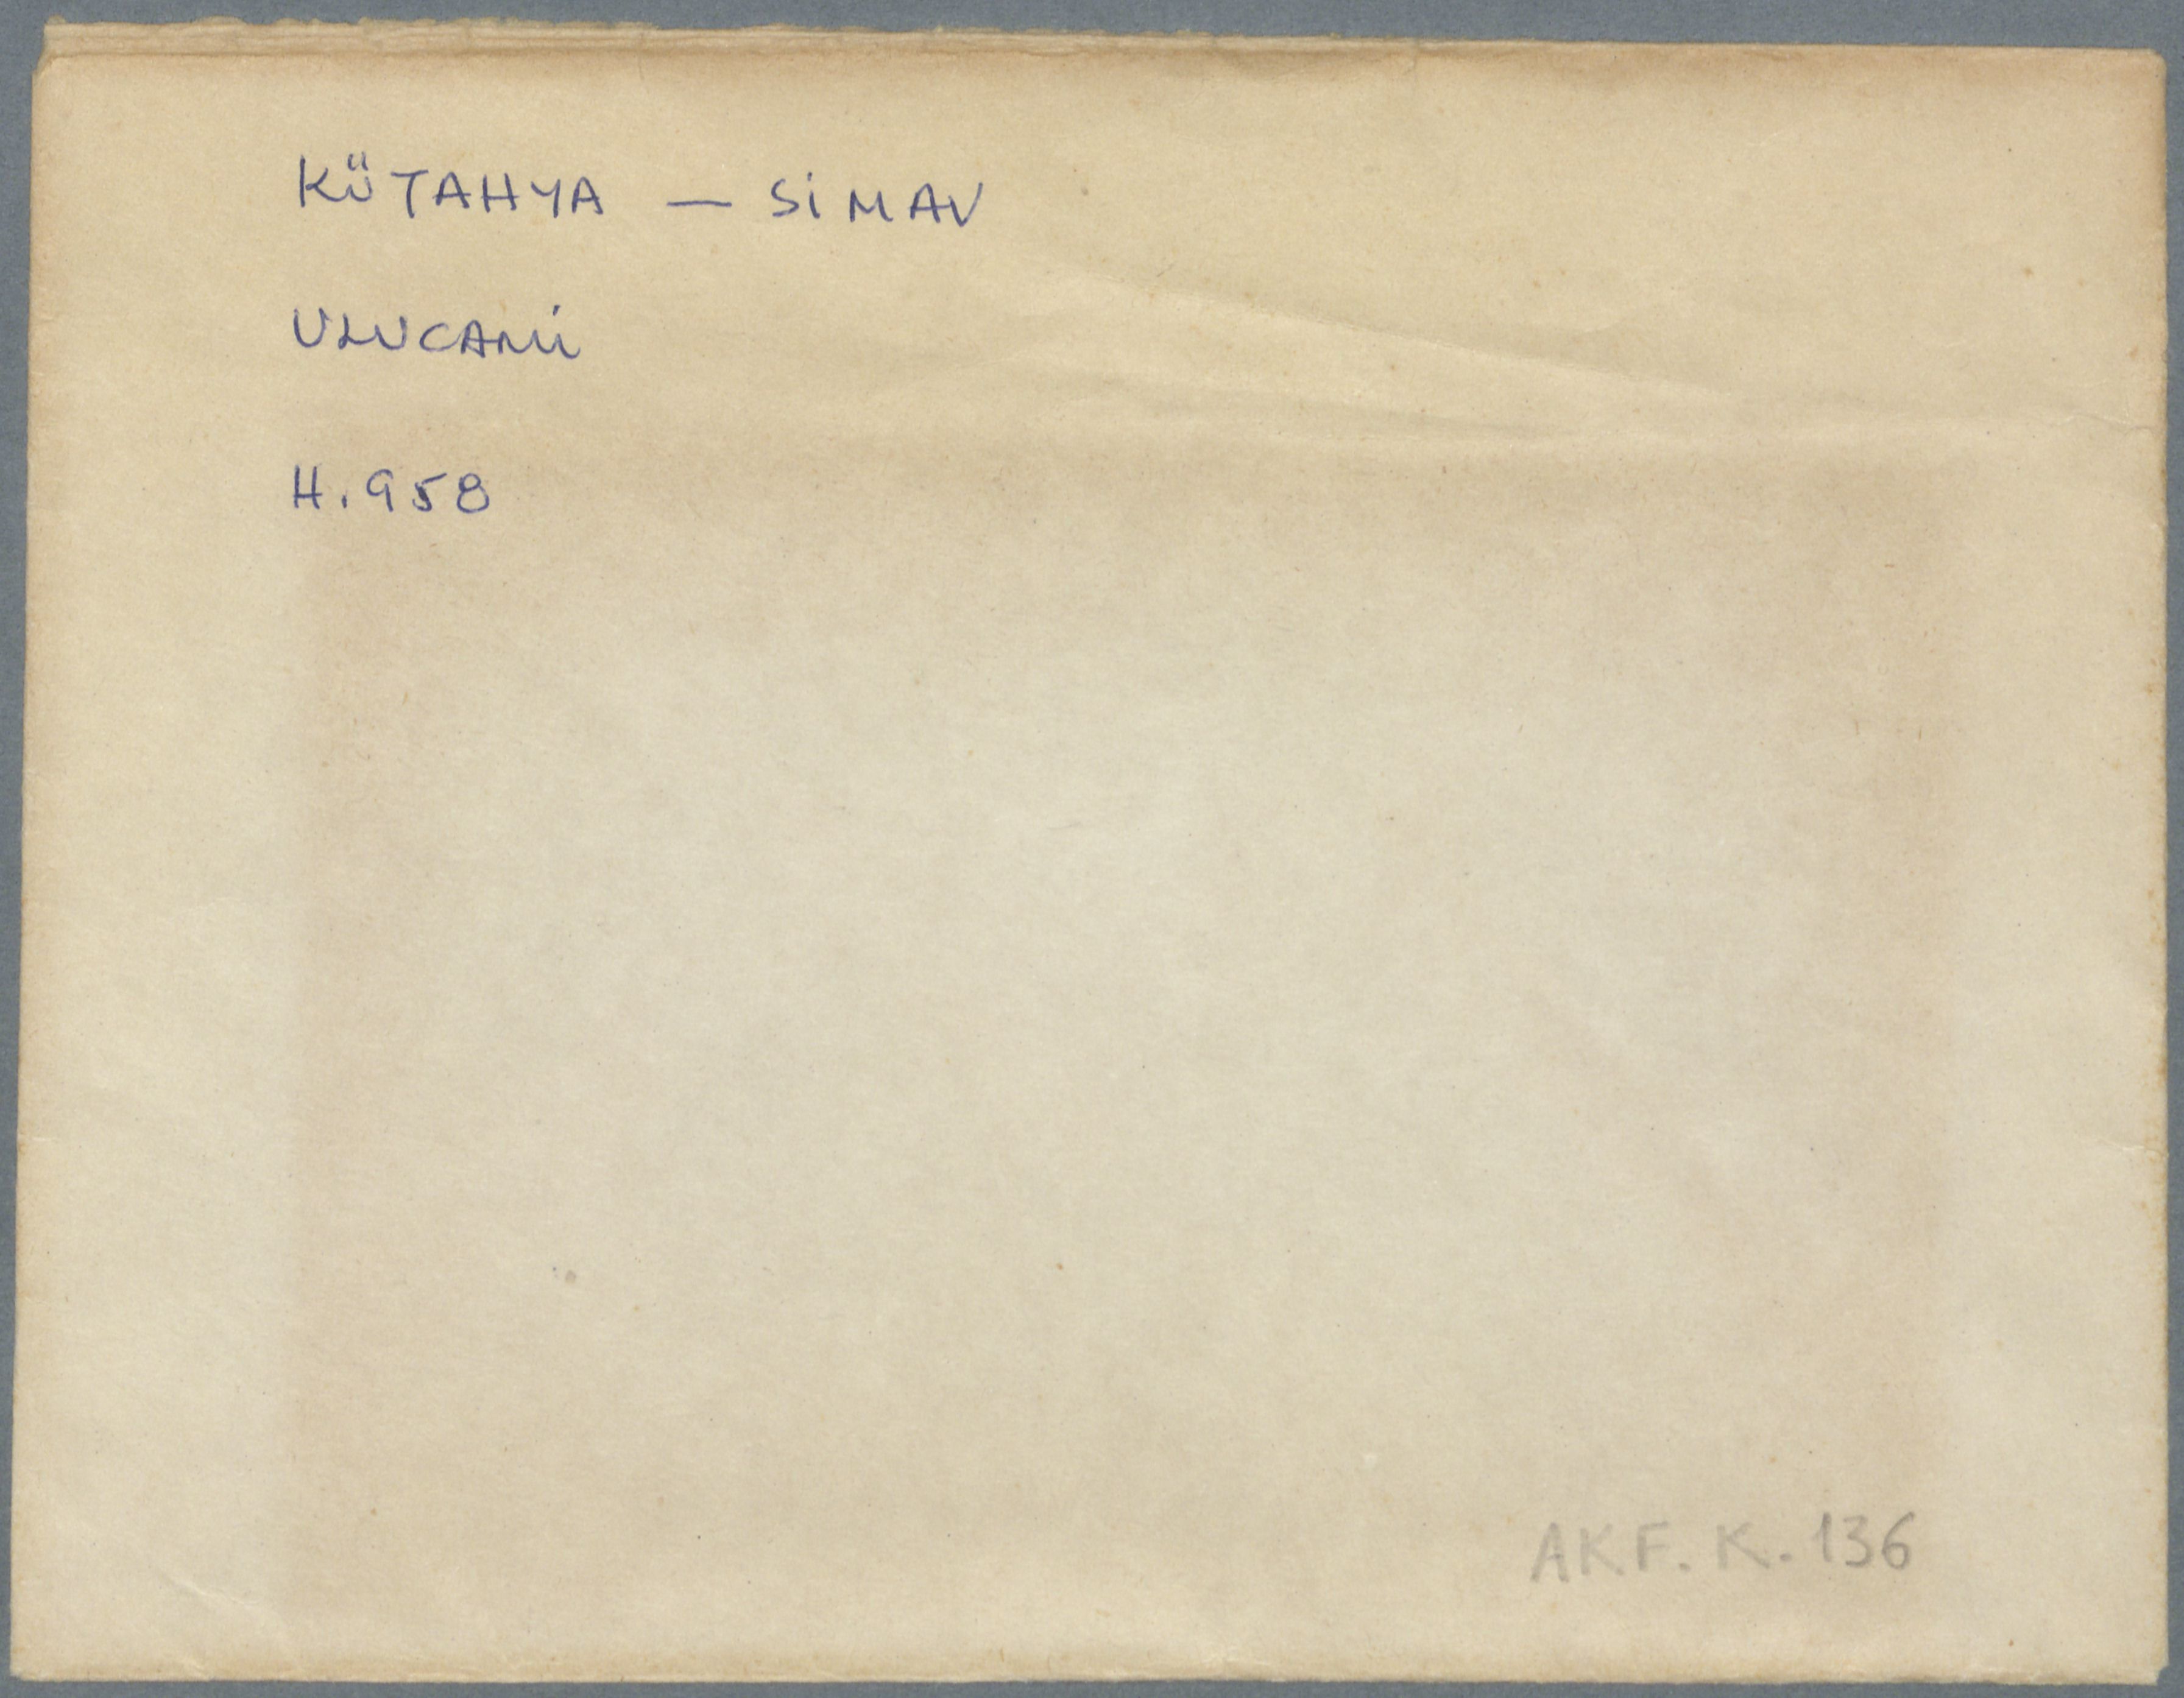 KÜTAHYA — SİMAV
ULUCAMİ
H.958
AKF. K. 136